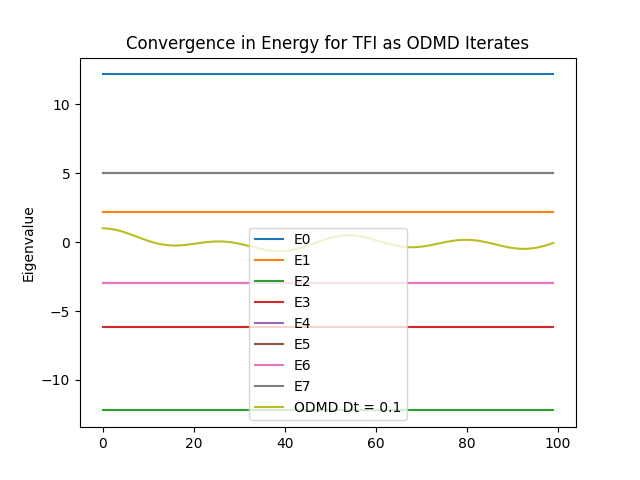 Convergence in Energy for TFI as ODMD Iterates
Eigenvalue
10
5
0
−5
−10
E0
E1
E2
E3
E4
E5
E6
E7
ODMD Dt = 0.1
0 20 40 60 80 100